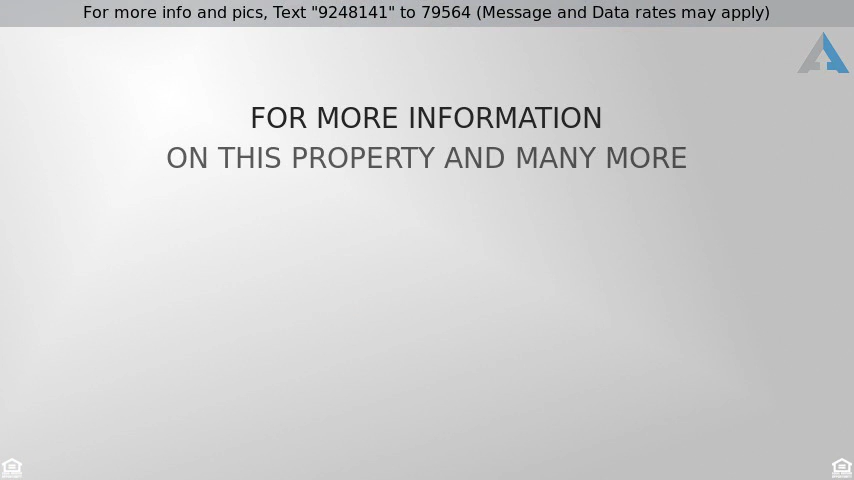 For more info and pics, Text "9248141" to 79564 (Message and Data rates may apply)
FOR MORE INFORMATION
ON THIS PROPERTY AND MANY MORE